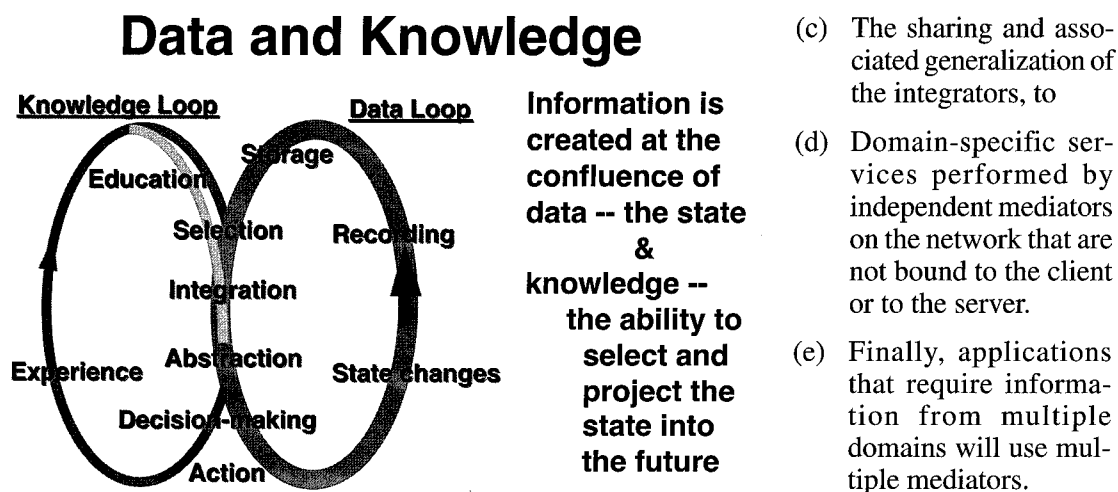 Data and Knowledge
Knowledge Loop
Data Loop
Storage
Education
Selection
Recording
Integration
Experience
Abstraction
State changes
Decision-making
Action
Information is
created at the
confluence of
data -- the state
&
knowledge --
the ability to
select and
project the
state into
the future
(c) The sharing and asso-
ciated generalization of
the integrators, to
(d) Domain-specific ser-
vices performed by
independent mediators
on the network that are
not bound to the client
or to the server.
(e) Finally, applications
that require informa-
tion from multiple
domains will use mul-
tiple mediators.